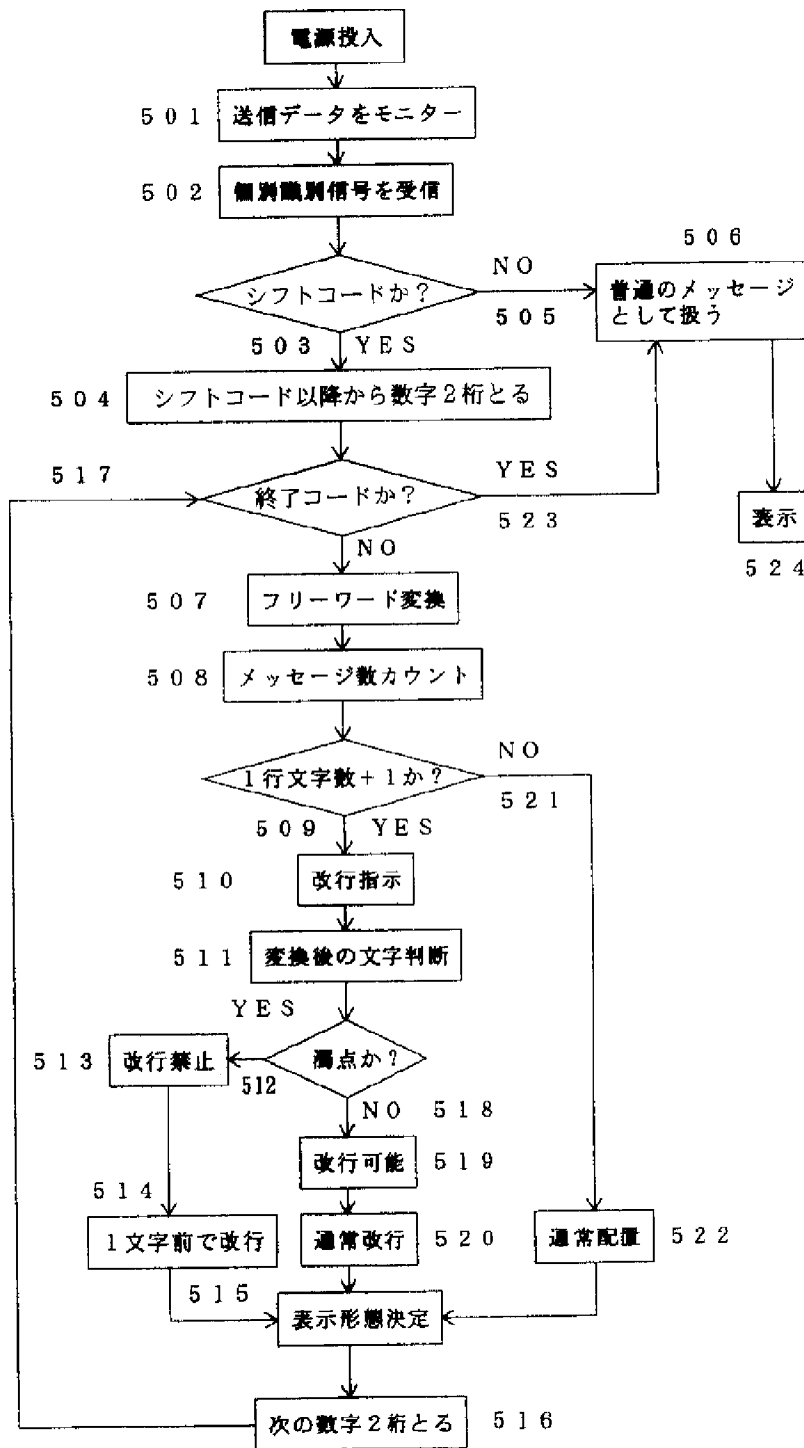 電源投入
501 送信データをモニター
502 個別識別信号を受信
シフトコードか?
NO
505
506
普通のメッセージ
として扱う
503 YES
504 シフトコード以降から数字2桁とる
517
終了コードか?
YES
523
表示
524
NO
507 フリーワード変換
508 メッセージ数カウント
1行文字数+1か?
NO
521
509 YES
510 改行指示
511 変換後の文字判断
YES
濁点か?
512
513 改行禁止
NO 518
改行可能 519
514
1文字前で改行
通常改行 520
通常配置 522
515
表示形態決定
次の数字2桁とる 516